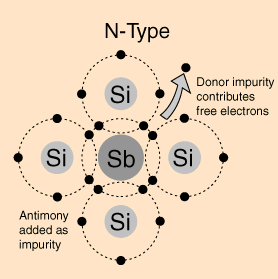 N-Type
Si
Donor impurity
contributes
free electrons
Si
Sb
Si
Antimony
added as
impurity
Si